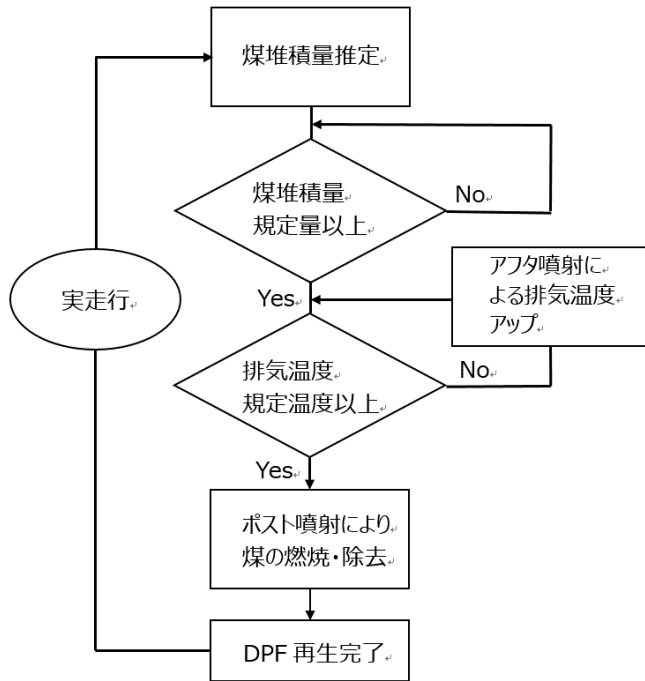 煤堆積量推定
煤堆積量
規定量以上
No
アフタ噴射に
よる排気温度
アップ
Yes
実走行
排気温度
規定温度以上
No
Yes
ポスト噴射により
煤の燃焼・除去
DPF 再生完了